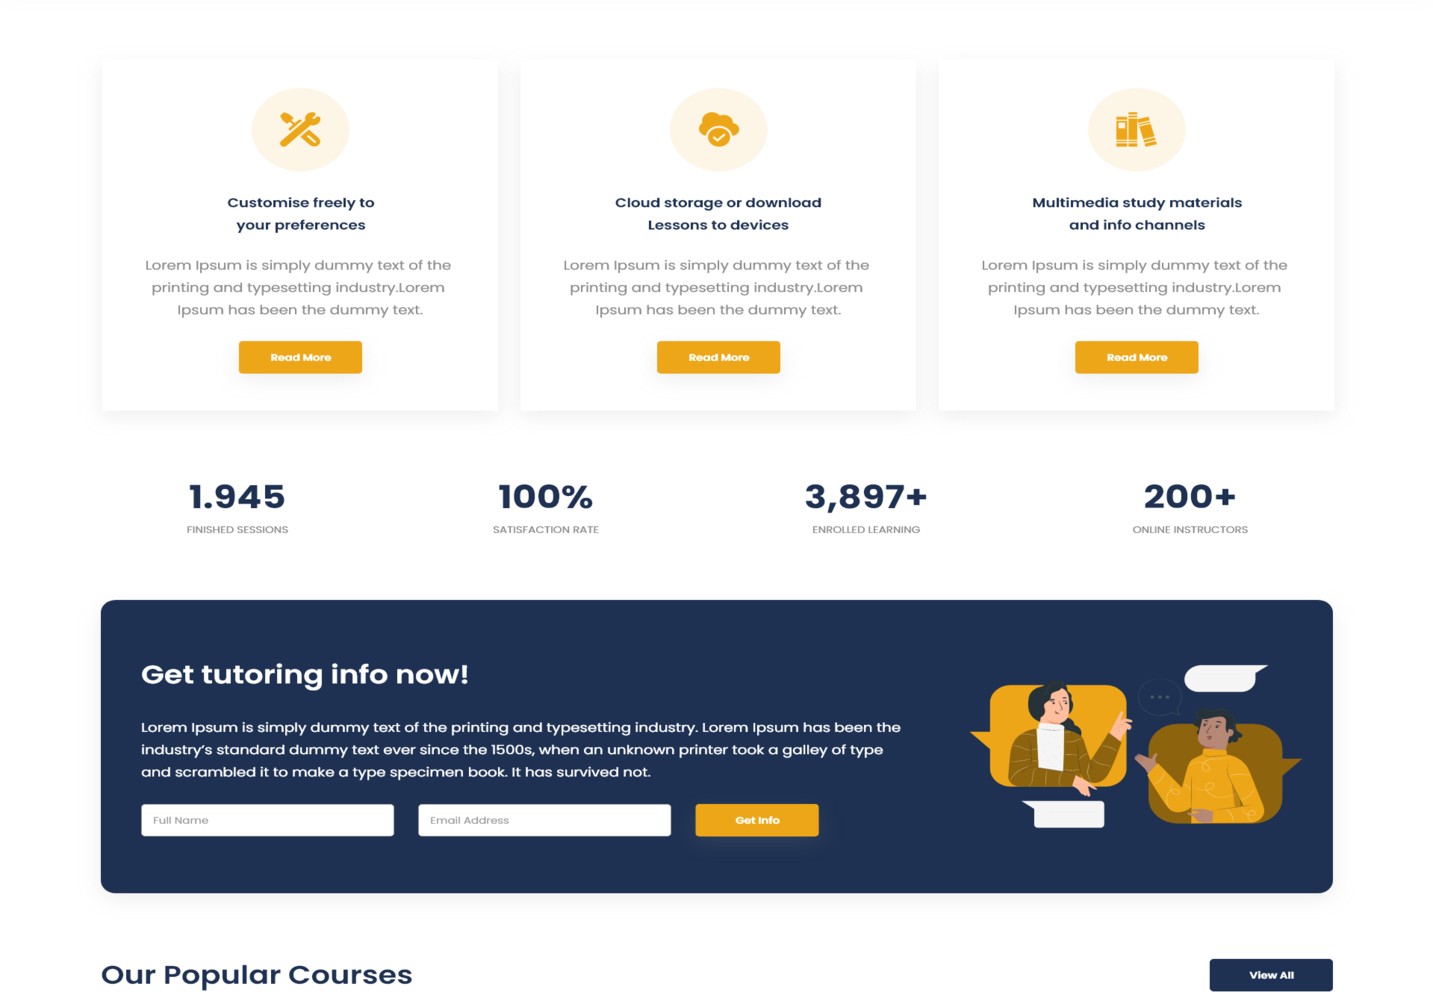 Customise freely to
your preferences
Lorem Ipsum is simply dummy text of the
printing and typesetting industry.Lorem
Ipsum has been the dummy text.
Read More
Cloud storage or download
Lessons to devices
Lorem Ipsum is simply dummy text of the
printing and typesetting industry.Lorem
Ipsum has been the dummy text.
Read More
Multimedia study materials
and info channels
Lorem Ipsum is simply dummy text of the
printing and typesetting industry.Lorem
Ipsum has been the dummy text.
Read More
1.945
FINISHED SESSIONS
100%
SATISFACTION RATE
3,897+
ENROLLED LEARNING
200+
ONLINE INSTRUCTORS
Get tutoring info now!
Lorem Ipsum is simply dummy text of the printing and typesetting industry. Lorem Ipsum has been the
industry’s standard dummy text ever since the 1500s, when an unknown printer took a galley of type
and scrambled it to make a type specimen book. It has survived not.
Full Name
Email Address
Get Info
Our Popular Courses
View All